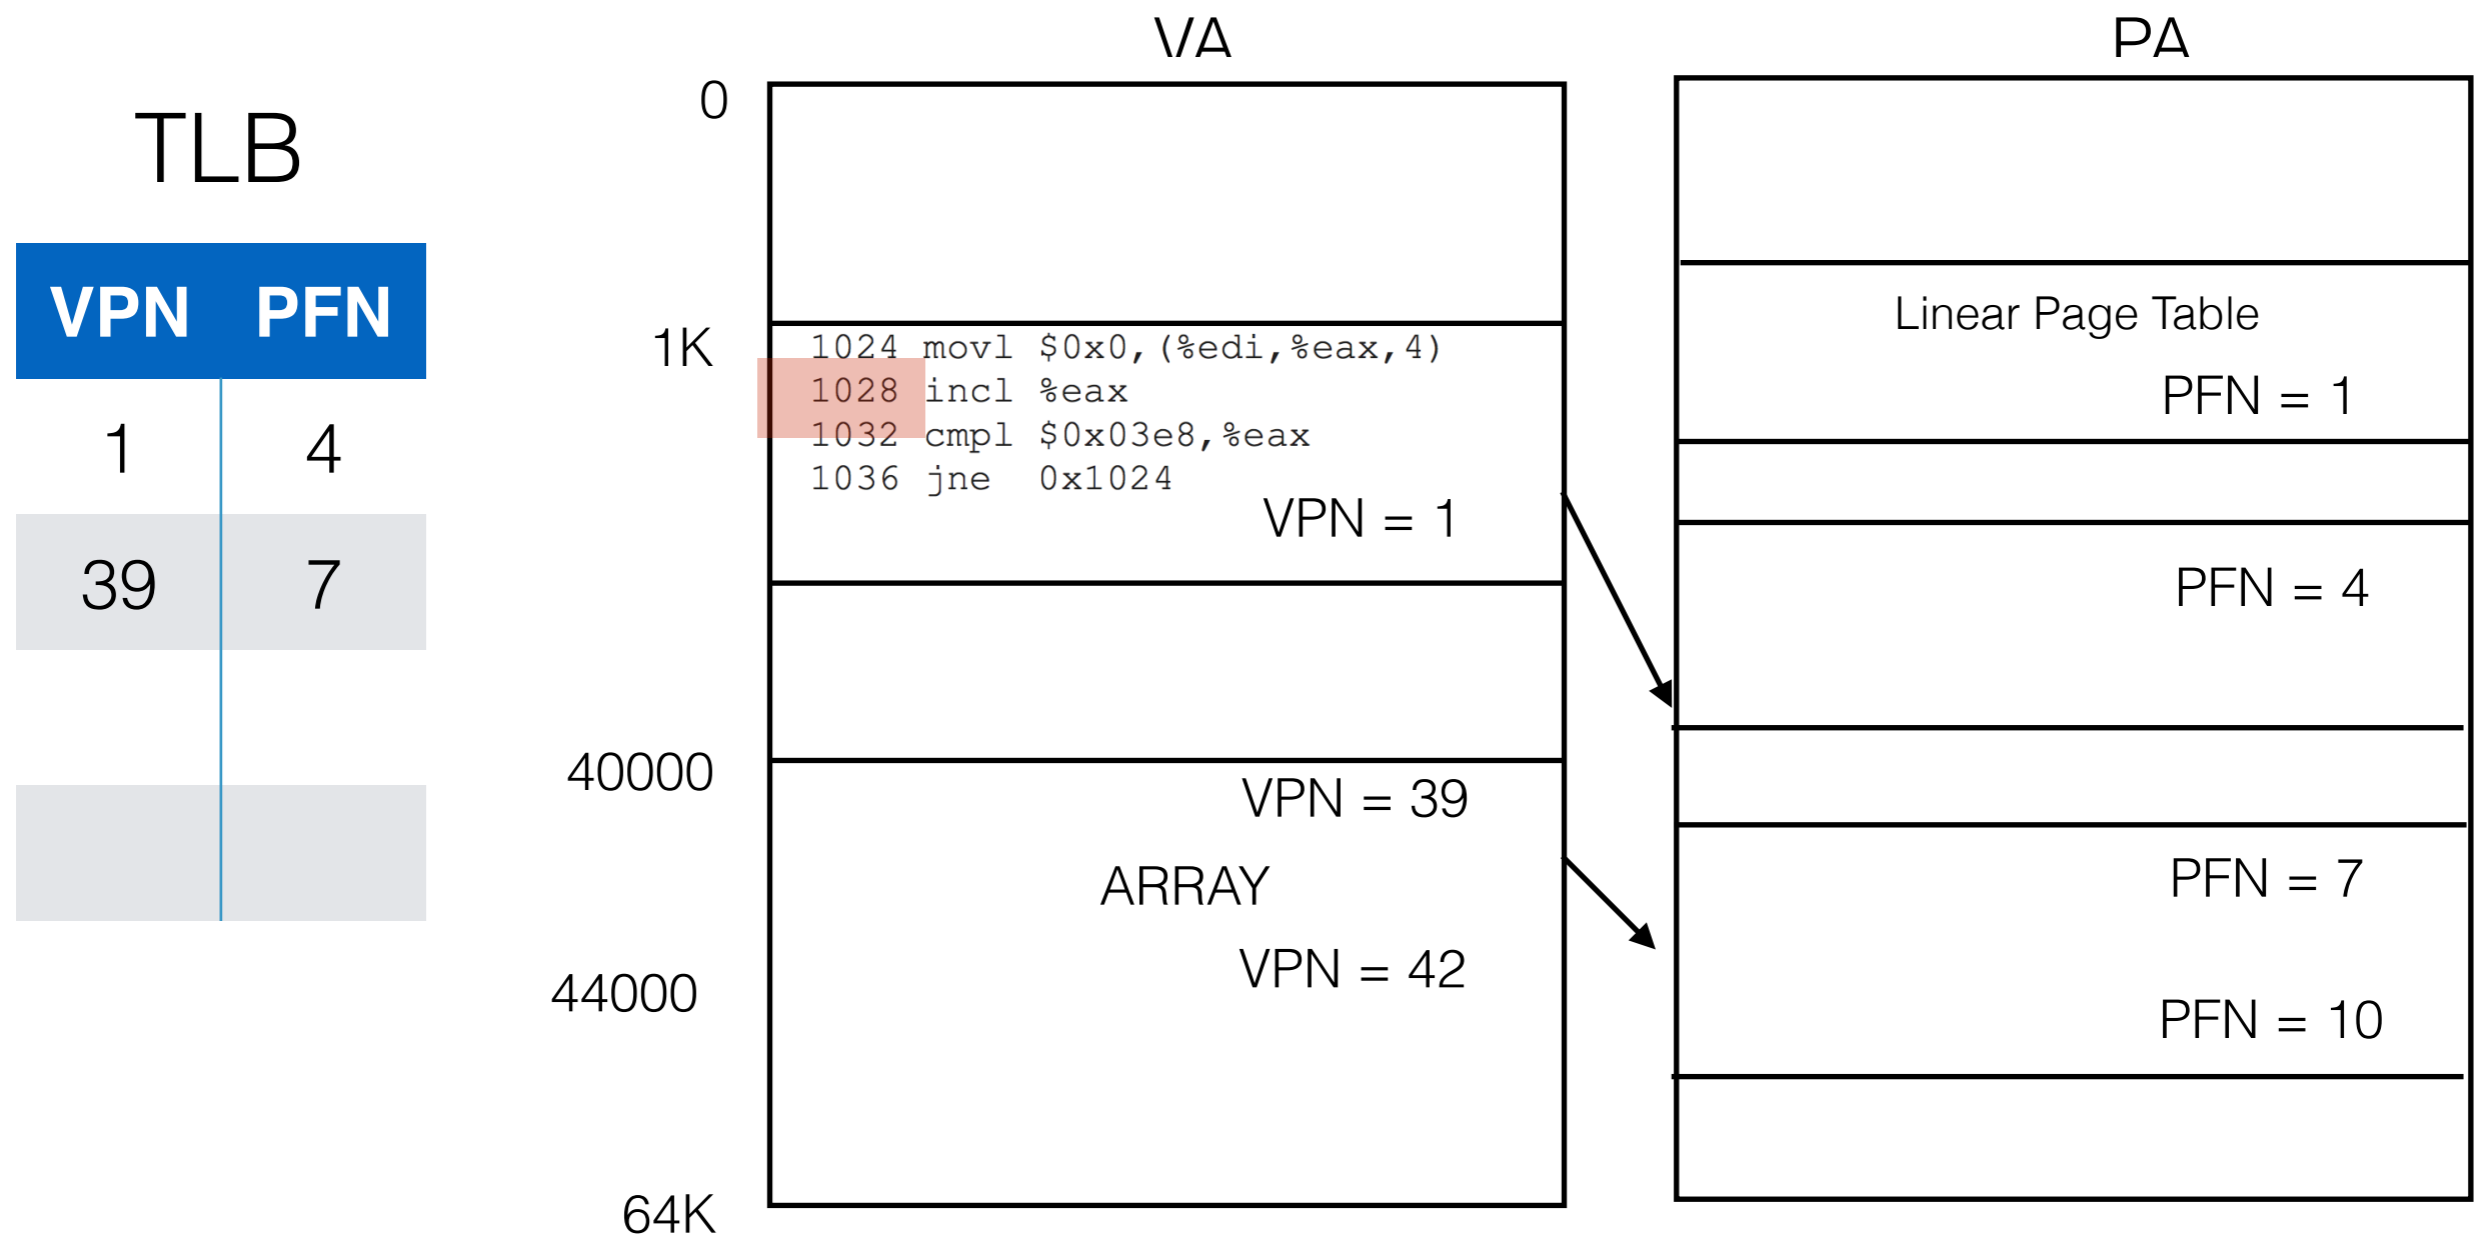 TLB
VPN PFN
1 4
39 7
VA
0
1K
1024 movl $0x0,(%edi,%eax,4)
1028 incl %eax
1032 cmpl $0x03e8,%eax
1036 jne 0x1024
VPN = 1
40000
VPN = 39
ARRAY
VPN = 42
44000
64K
PA
Linear Page Table
PFN = 1
PFN = 4
PFN = 7
PFN = 10